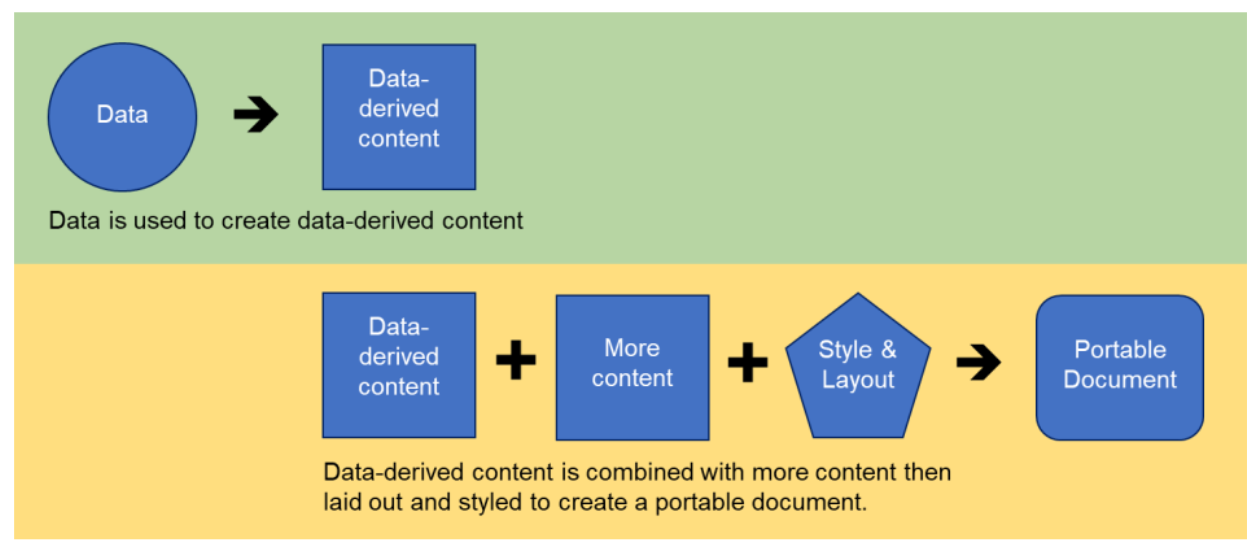 Data
Data-
derived
content
Data is used to create data-derived content
Data-
derived
content
More
content
Style &
Layout
Portable
Document
Data-derived content is combined with more content then
laid out and styled to create a portable document.